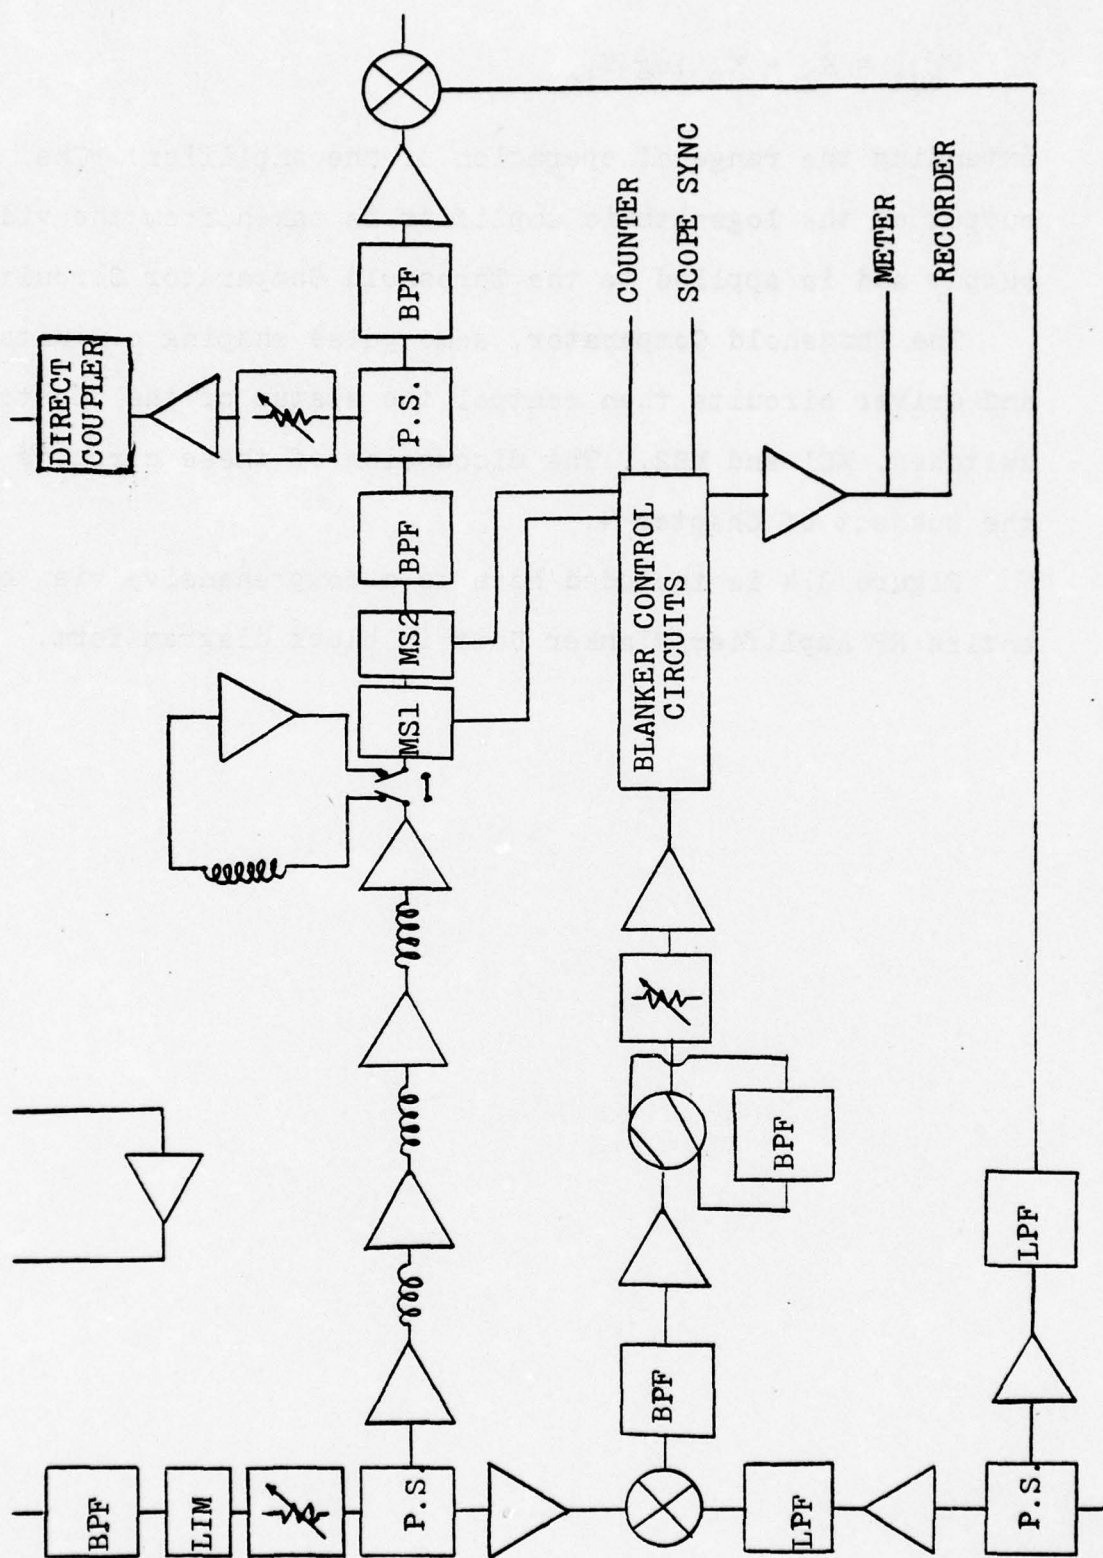 DIRECT
COUPLER
BPF
LIM
P.S.
MS1
MS2
BPF
P.S.
BPF
BPF
BLANKER CONTROL
CIRCUITS
COUNTER
SCOPE SYNC
BPF
LPF
METER
RECORDER
P.S.
LPF